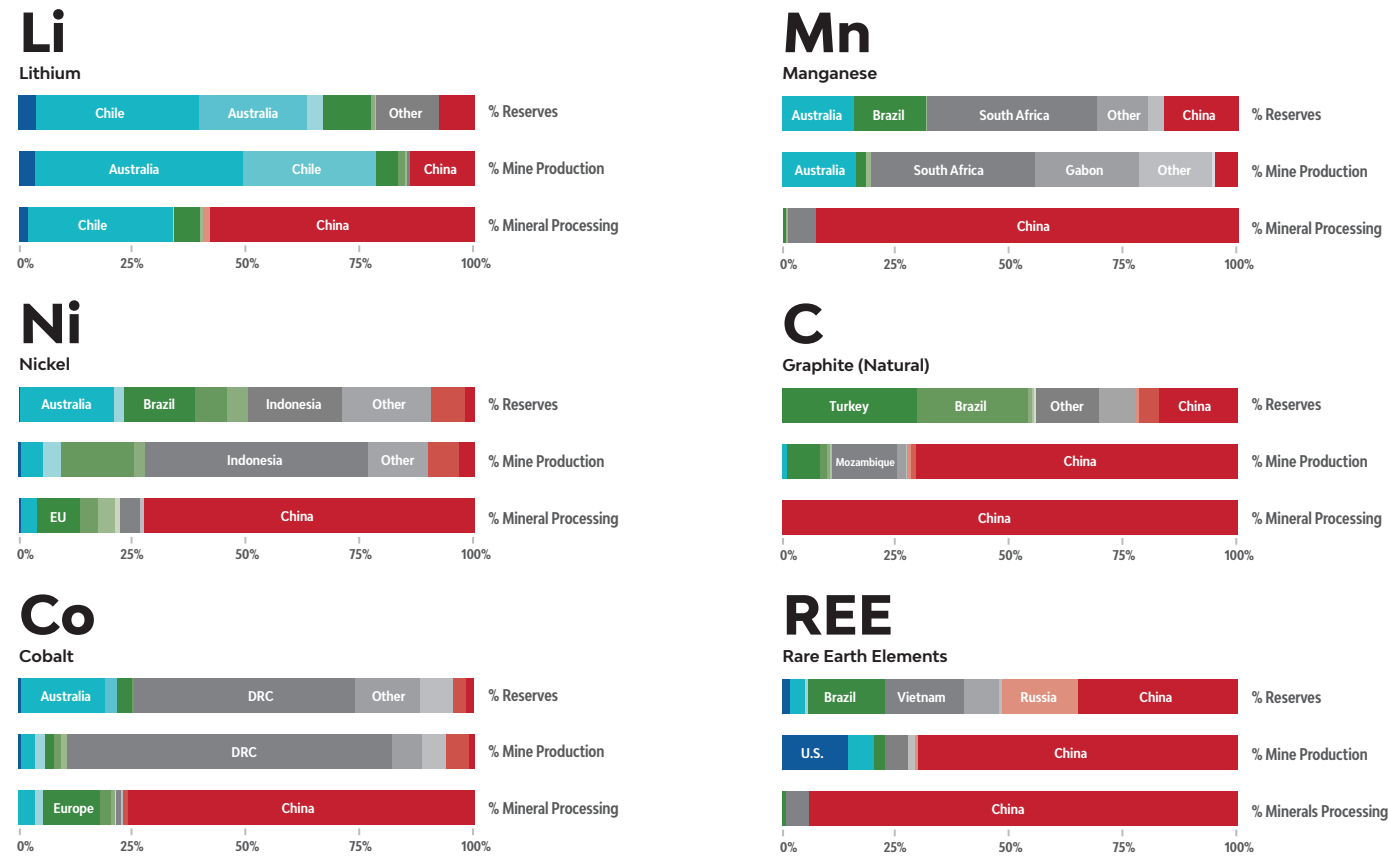 Li
Lithium
Chile Australia Other % Reserves
Australia Chile China % Mine Production
Chile China % Mineral Processing
0% 25% 50% 75% 100%
Mn
Manganese
Australia Brazil South Africa Other China % Reserves
Australia South Africa Gabon Other % Mine Production
China % Mineral Processing
0% 25% 50% 75% 100%
Ni
Nickel
Australia Brazil Indonesia Other % Reserves
Indonesia Other % Mine Production
EU China % Mineral Processing
0% 25% 50% 75% 100%
C
Graphite (Natural)
Turkey Brazil Other China % Reserves
Mozambique China % Mine Production
China % Mineral Processing
0% 25% 50% 75% 100%
Co
Cobalt
Australia DRC Other % Reserves
DRC % Mine Production
Europe China % Mineral Processing
0% 25% 50% 75% 100%
REE
Rare Earth Elements
Brazil Vietnam Russia China % Reserves
U.S. China % Mine Production
China % Minerals Processing
0% 25% 50% 75% 100%